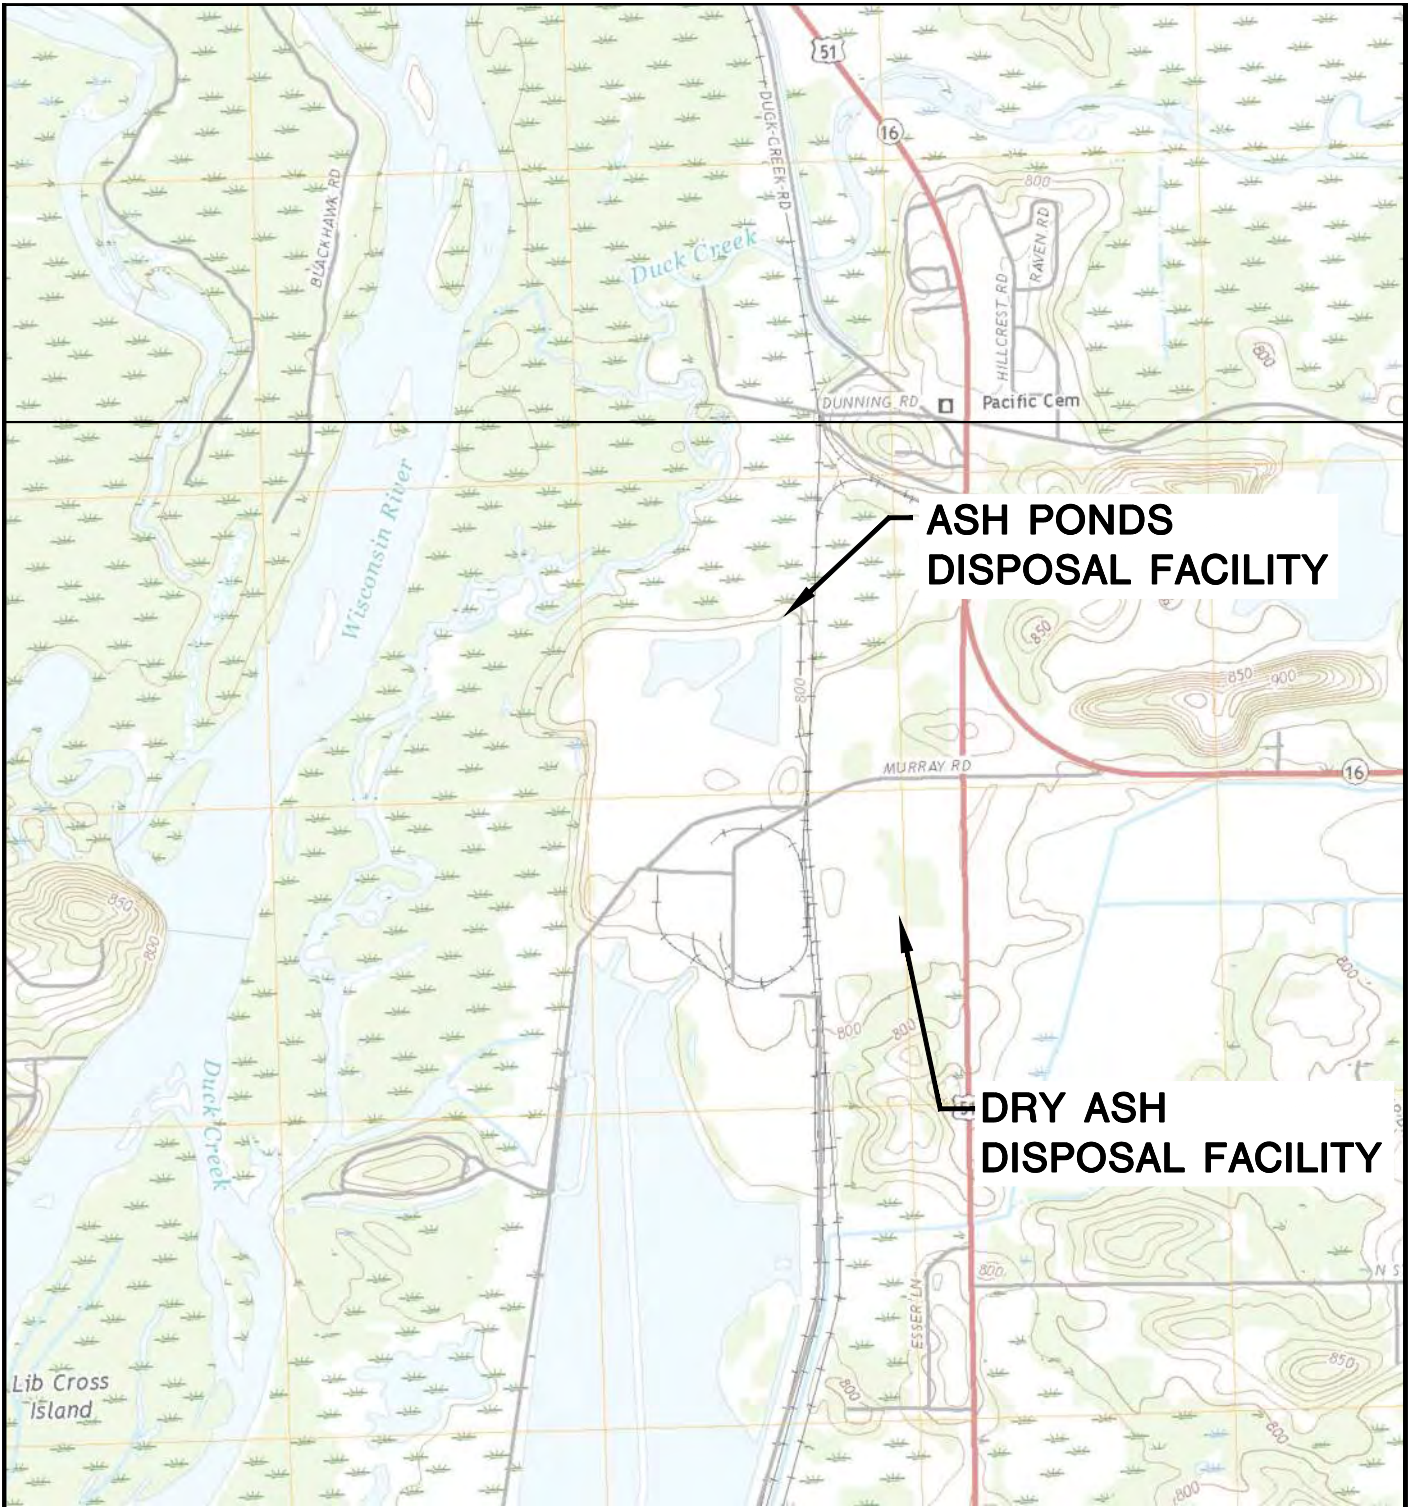 51
DUCK-CREEK-RD
16
BLACKHAWK RD
800
RAVEN RD
Duck Creek
HILLCREST RD
800
DUNNING RD
Pacific Cem
Wisconsin River
ASH PONDS
DISPOSAL FACILITY
850
850
900
800
MURRAY RD
16
850
800
800
800
800
Duck Creek
DRY ASH
DISPOSAL FACILITY
800
N S
ESSER LN
850
800
Lib Cross
Island
800
800